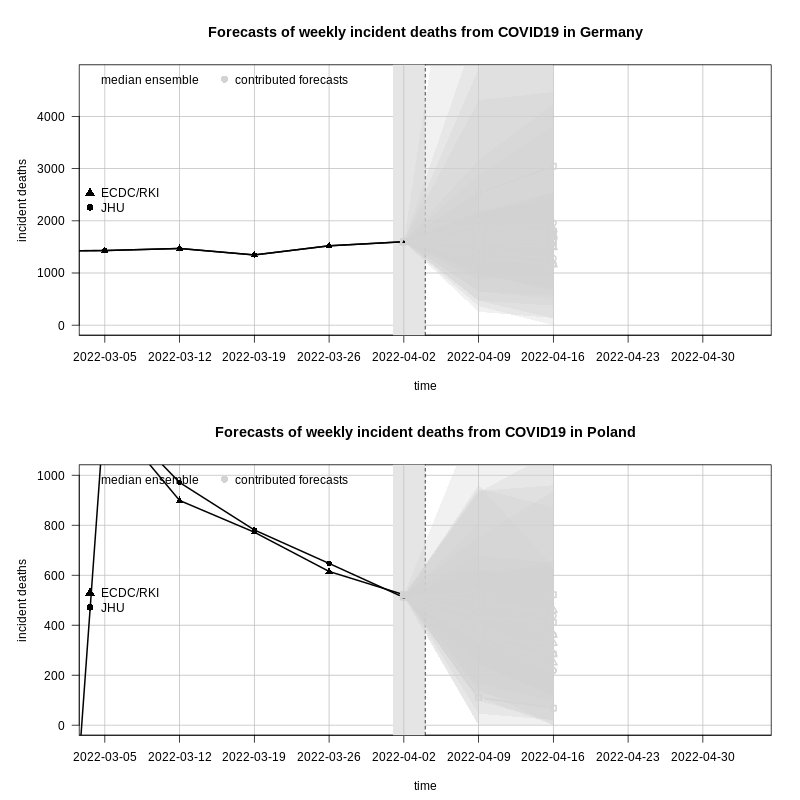 Forecasts of weekly incident deaths from COVID19 in Germany
median ensemble contributed forecasts
4000
3000
2000
1000
0
incident deaths
ECDC/RKI
JHU
2022-03-05 2022-03-12 2022-03-19 2022-03-26 2022-04-02 2022-04-09 2022-04-16 2022-04-23 2022-04-30
time
Forecasts of weekly incident deaths from COVID19 in Poland
median ensemble contributed forecasts
1000
800
600
400
200
0
incident deaths
ECDC/RKI
JHU
2022-03-05 2022-03-12 2022-03-19 2022-03-26 2022-04-02 2022-04-09 2022-04-16 2022-04-23 2022-04-30
time